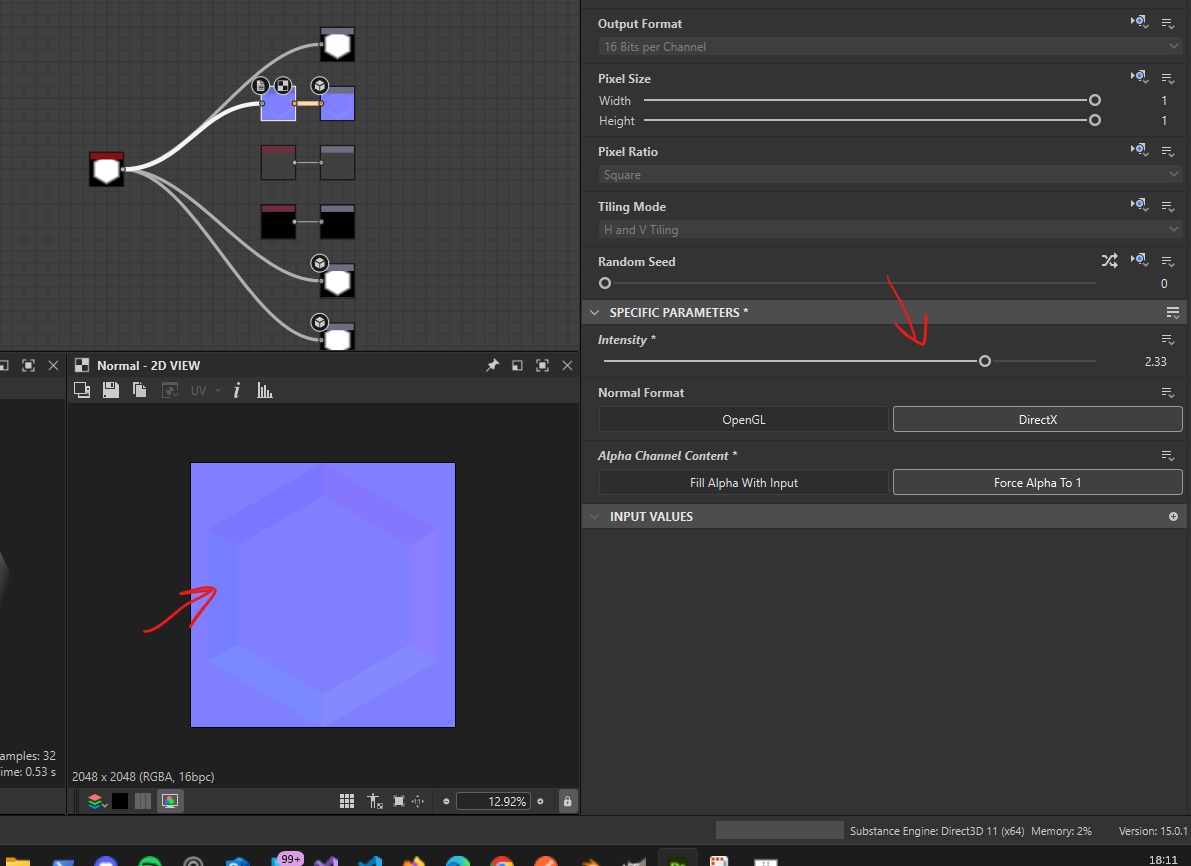 Output Format
16 Bits per Channel
Pixel Size
Width 1
Height 1
Pixel Ratio
Square
Tiling Mode
H and V Tiling
Random Seed
0
SPECIFIC PARAMETERS *
Intensity *
2.33
Normal Format
OpenGL DirectX
Alpha Channel Content *
Fill Alpha With Input Force Alpha To 1
INPUT VALUES
Normal - 2D VIEW
UV
i
amples: 32
ime: 0.53 s
2048 x 2048 (RGBA, 16bpc)
12.92%
Substance Engine: Direct3D 11 (x64) Memory: 2% Version: 15.0.1
99+
18:11